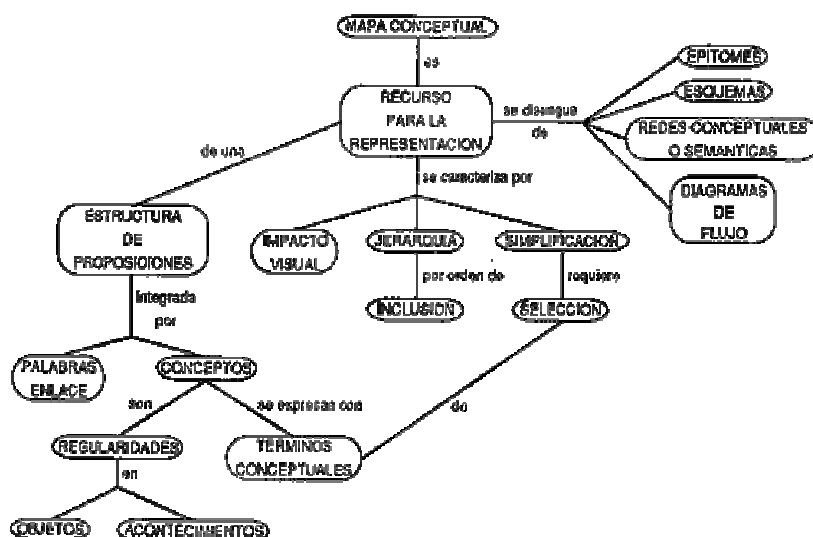 MAPA CONCEPTUAL
es
RECURSO
PARA LA
REPRESENTACION
se distingue
de
EPITOMES
ESQUEMAS
REDES CONCEPTUALES
O SEMANTICAS
DIAGRAMAS
DE
FLUJO
de una
se caracteriza por
ESTRUCTURA
DE
PROPOSICIONES
IMPACTO
VISUAL
JERARQUIA
SIMPLIFICACION
por orden de
requiere
INCLUSION
SELECCION
Integrada
por
PALABRAS
ENLACE
CONCEPTOS
son
se expresan con
de
REGULARIDADES
TERMINOS
CONCEPTUALES
en
OBJETOS
ACONTECIMIENTOS